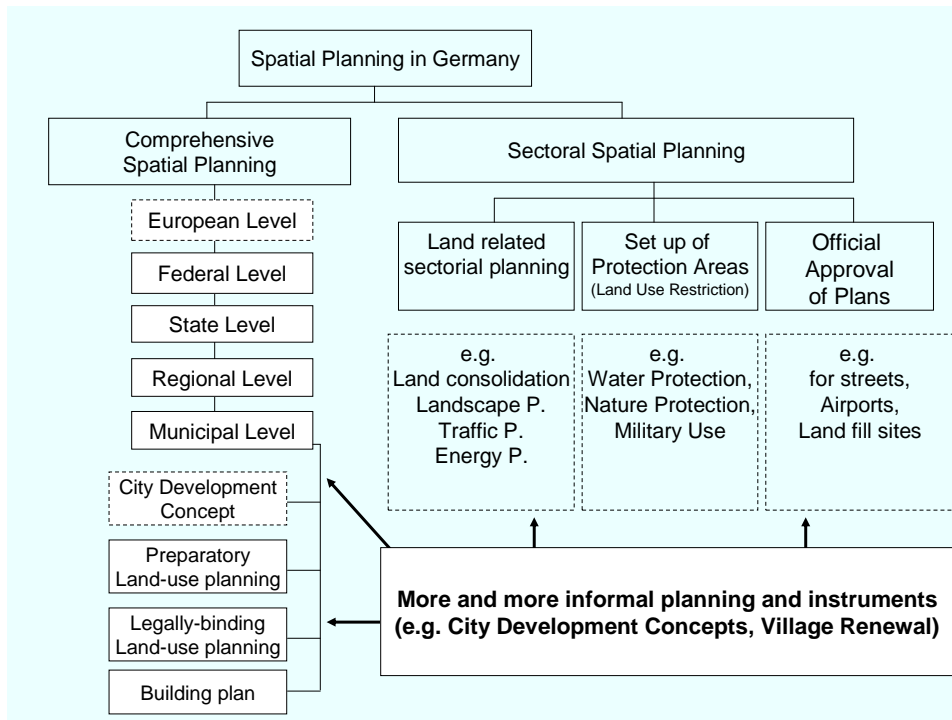 Spatial Planning in Germany
Comprehensive
Spatial Planning
Sectoral Spatial Planning
European Level
Federal Level
State Level
Regional Level
Municipal Level
City Development
Concept
Preparatory
Land-use planning
Legally-binding
Land-use planning
Building plan
Land related
sectorial planning
Set up of
Protection Areas
(Land Use Restriction)
Official
Approval
of Plans
e.g.
Land consolidation
Landscape P.
Traffic P.
Energy P.
e.g.
Water Protection,
Nature Protection,
Military Use
e.g.
for streets,
Airports,
Land fill sites
More and more informal planning and instruments
(e.g. City Development Concepts, Village Renewal)